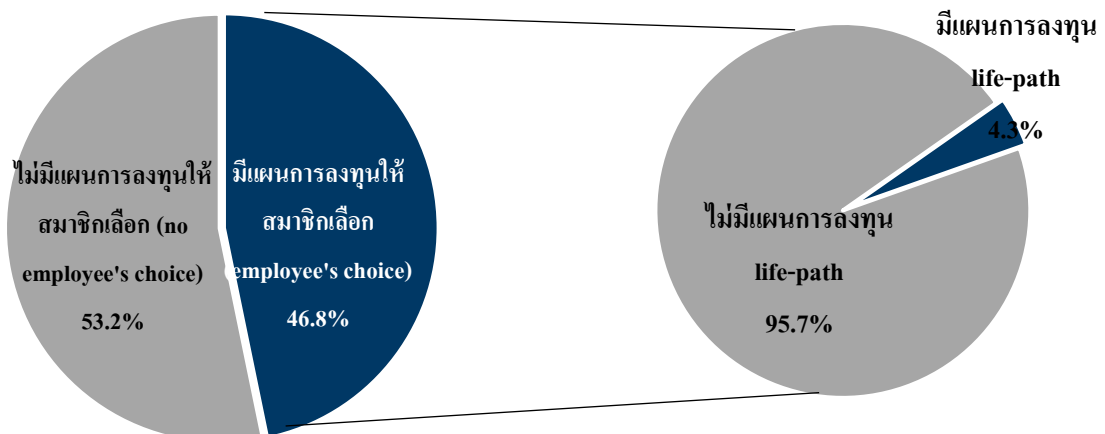 ไม่มีแผนการลงทุนให้
สมาชิกเลือก (no
employee's choice)
53.2%
มีแผนการลงทุนให้
สมาชิกเลือก
(employee's choice)
46.8%
มีแผนการลงทุน
life-path
4.3%
ไม่มีแผนการลงทุน
life-path
95.7%